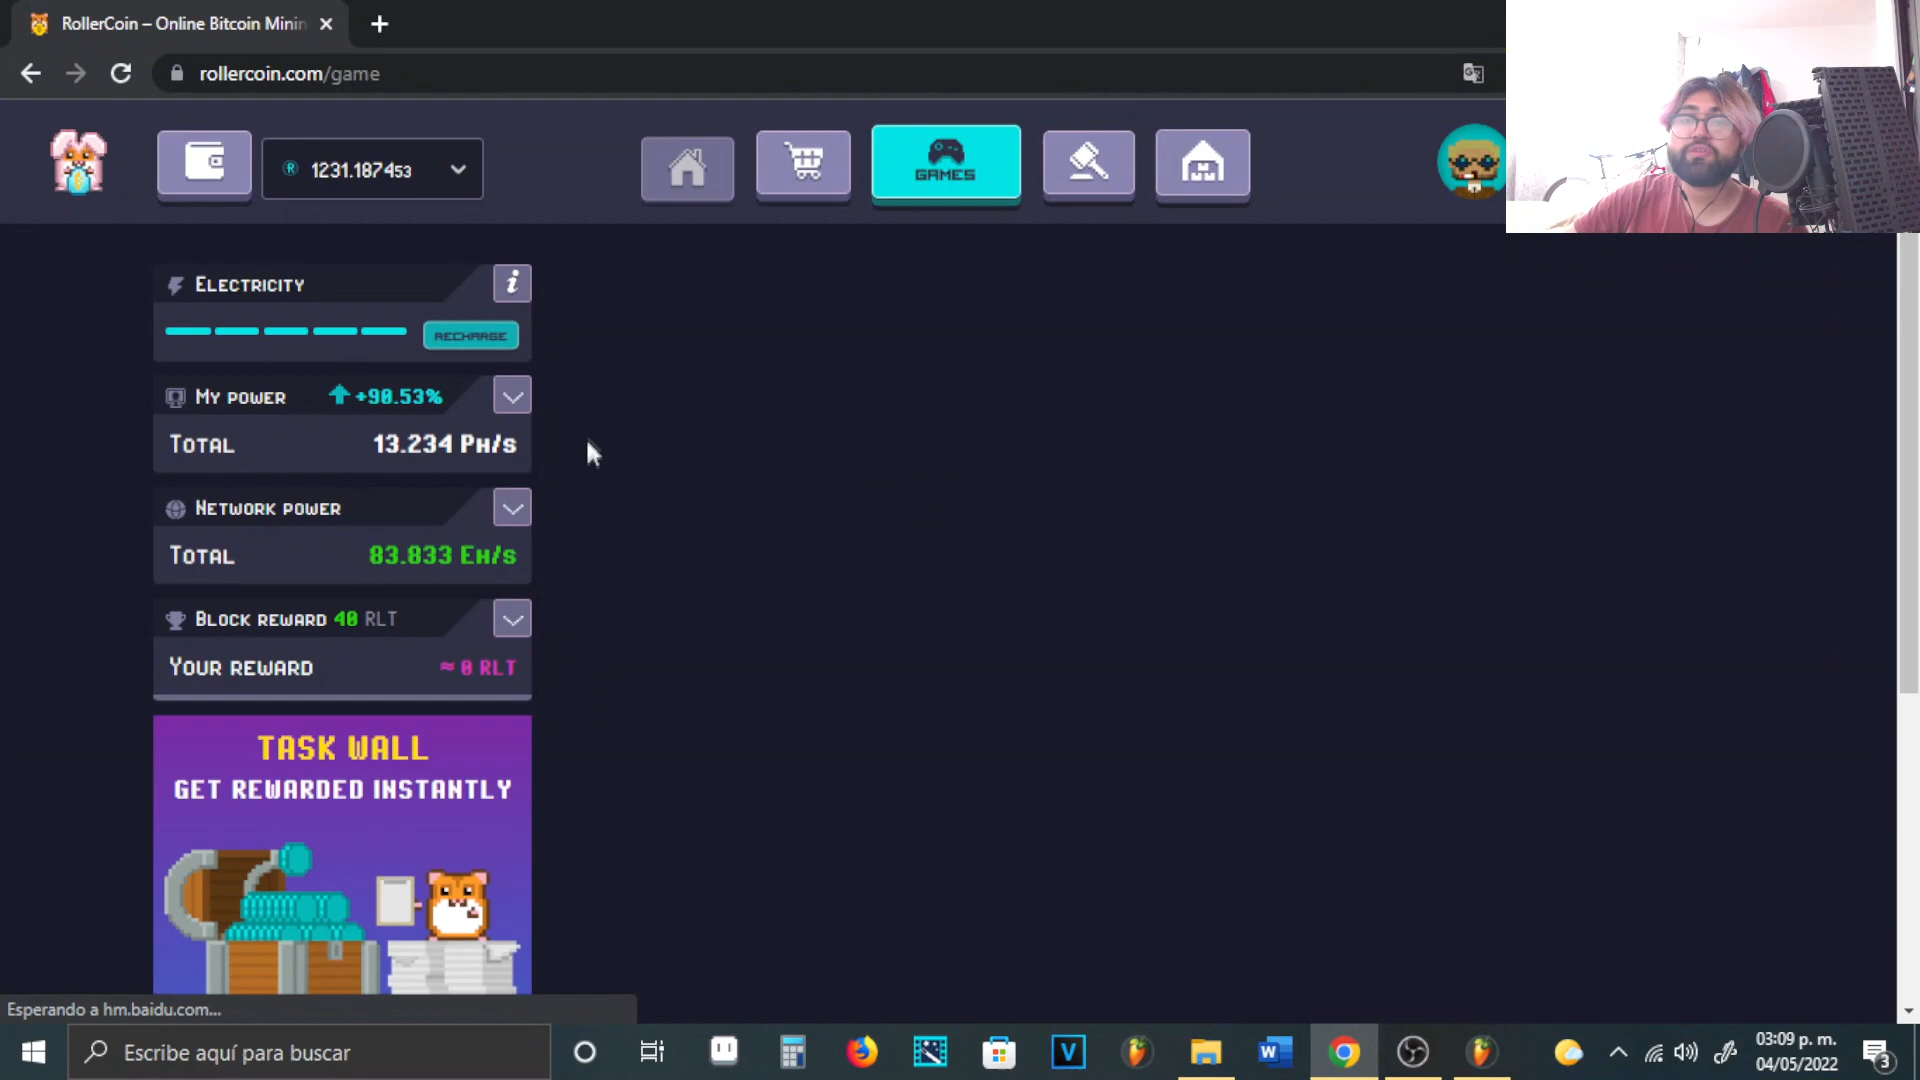 RollerCoin – Online Bitcoin Minin
rollercoin.com/game
1231.187453
GAMES
ELECTRICITY
RECHARGE
MY POWER +90.53%
TOTAL 13.234 PH/S
NETWORK POWER
TOTAL 83.833 EH/S
BLOCK REWARD 40 RLT
YOUR REWARD ≈ 0 RLT
TASK WALL
GET REWARDED INSTANTLY
Esperando a hm.baidu.com...
Escribe aquí para buscar
03:09 p. m.
04/05/2022
3